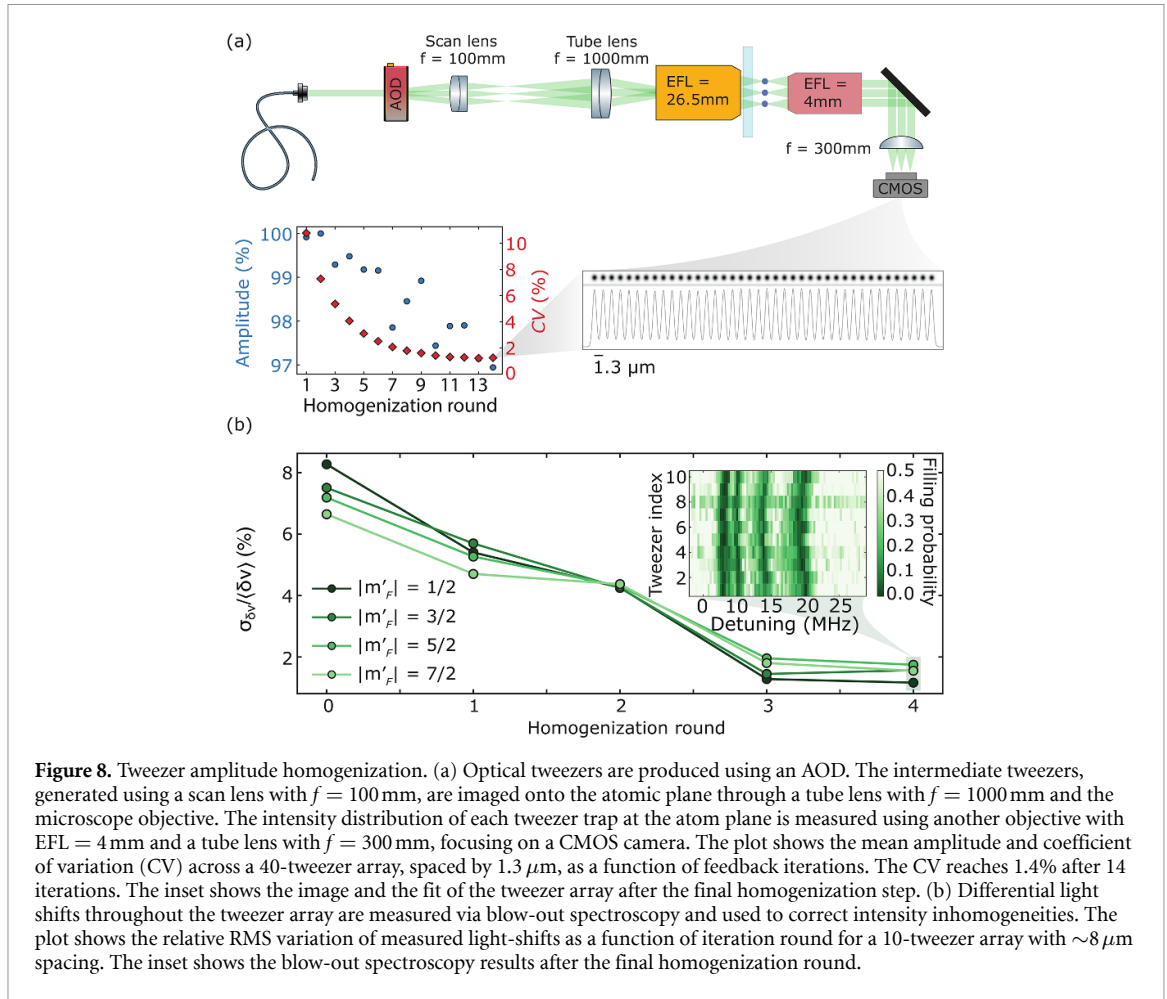 (a)
Scan lens
f = 100mm
Tube lens
f = 1000mm
AOD
EFL =
26.5mm
EFL =
4mm
f = 300mm
CMOS
100
99
98
97
Amplitude (%)
10
8
6
4
2
0
CV (%)
1 3 5 7 9 11 13
Homogenization round
1.3 μm
(b)
8
6
4
2
σδν/⟨δν⟩ (%)
|m′F| = 1/2
|m′F| = 3/2
|m′F| = 5/2
|m′F| = 7/2
0 1 2 3 4
Homogenization round
10
8
6
4
2
Tweezer index
0 5 10 15 20 25
Detuning (MHz)
0.5
0.4
0.3
0.2
0.1
0.0
Filling probability
Figure 8. Tweezer amplitude homogenization. (a) Optical tweezers are produced using an AOD. The intermediate tweezers,
generated using a scan lens with f = 100 mm, are imaged onto the atomic plane through a tube lens with f = 1000 mm and the
microscope objective. The intensity distribution of each tweezer trap at the atom plane is measured using another objective with
EFL = 4 mm and a tube lens with f = 300 mm, focusing on a CMOS camera. The plot shows the mean amplitude and coefficient
of variation (CV) across a 40-tweezer array, spaced by 1.3 μm, as a function of feedback iterations. The CV reaches 1.4% after 14
iterations. The inset shows the image and the fit of the tweezer array after the final homogenization step. (b) Differential light
shifts throughout the tweezer array are measured via blow-out spectroscopy and used to correct intensity inhomogeneities. The
plot shows the relative RMS variation of measured light-shifts as a function of iteration round for a 10-tweezer array with ∼8 μm
spacing. The inset shows the blow-out spectroscopy results after the final homogenization round.